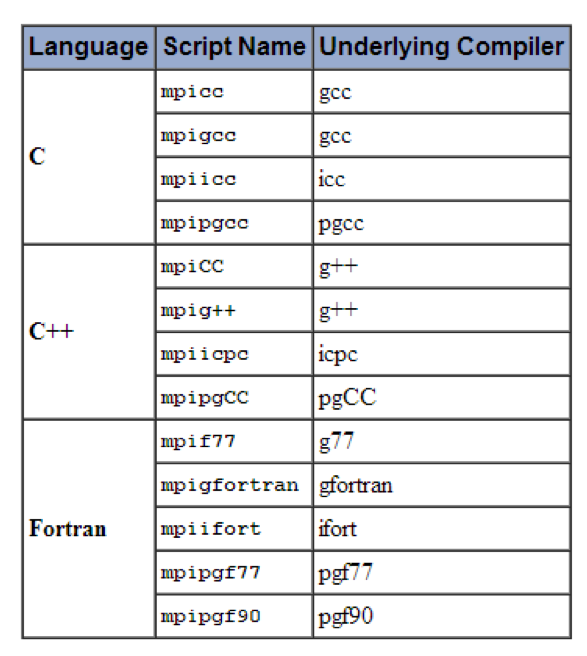 Language Script Name Underlying Compiler
C
mpicc gcc
mpigcc gcc
mpiicc icc
mpipgcc pgcc
C++
mpiCC g++
mpig++ g++
mpiicpc icpc
mpipgCC pgCC
Fortran
mpif77 g77
mpigfortran gfortran
mpiifort ifort
mpipgf77 pgf77
mpipgf90 pgf90